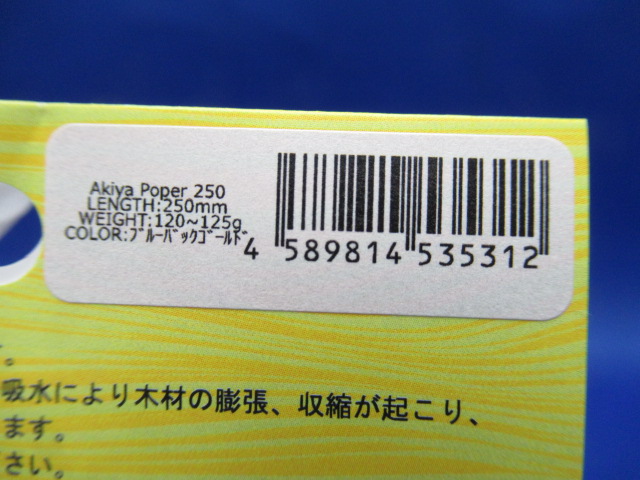 Akiya Poper 250
LENGTH:250mm
WEIGHT:120~125g
COLOR:ﾌﾞﾙｰﾊﾞｯｸｺﾞｰﾙﾄﾞ
4 589814 535312
す。
吸水により木材の膨張、収縮が起こり、
ます。
さい。